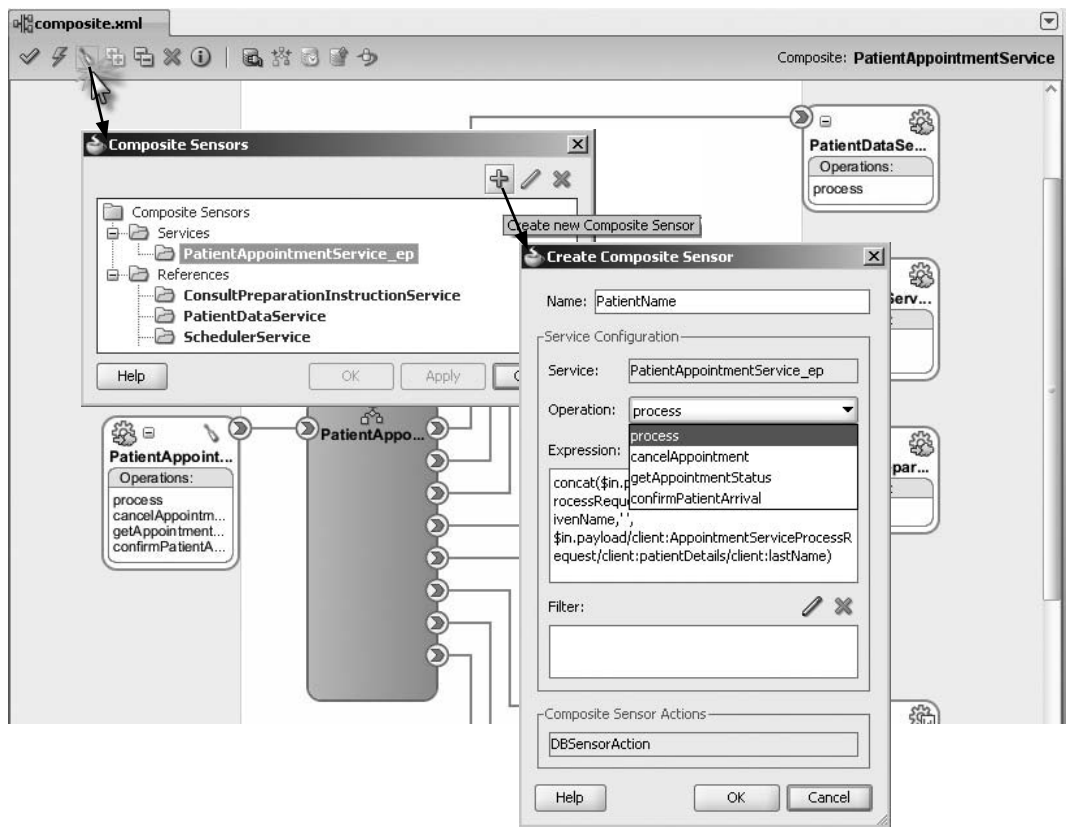 composite.xml
Composite: PatientAppointmentService
Composite Sensors
Create new Composite Sensor
Composite Sensors
Services
PatientAppointmentService_ep
References
ConsultPreparationInstructionService
PatientDataService
SchedulerService
Help
OK
Apply
PatientDataSe...
Operations:
process
Create Composite Sensor
Name: PatientName
Service Configuration
Service: PatientAppointmentService_ep
Operation: process
process
cancelAppointment
getAppointmentStatus
confirmPatientArrival
Expression:
concat($in.p
rocessRequ
ivenName,' ',
$in.payload/client:AppointmentServiceProcessR
equest/client:patientDetails/client:lastName)
Filter:
Composite Sensor Actions
DBSensorAction
Help
OK
Cancel
PatientAppoint...
Operations:
process
cancelAppointm...
getAppointment...
confirmPatientA...
PatientAppo...
erv...
par...